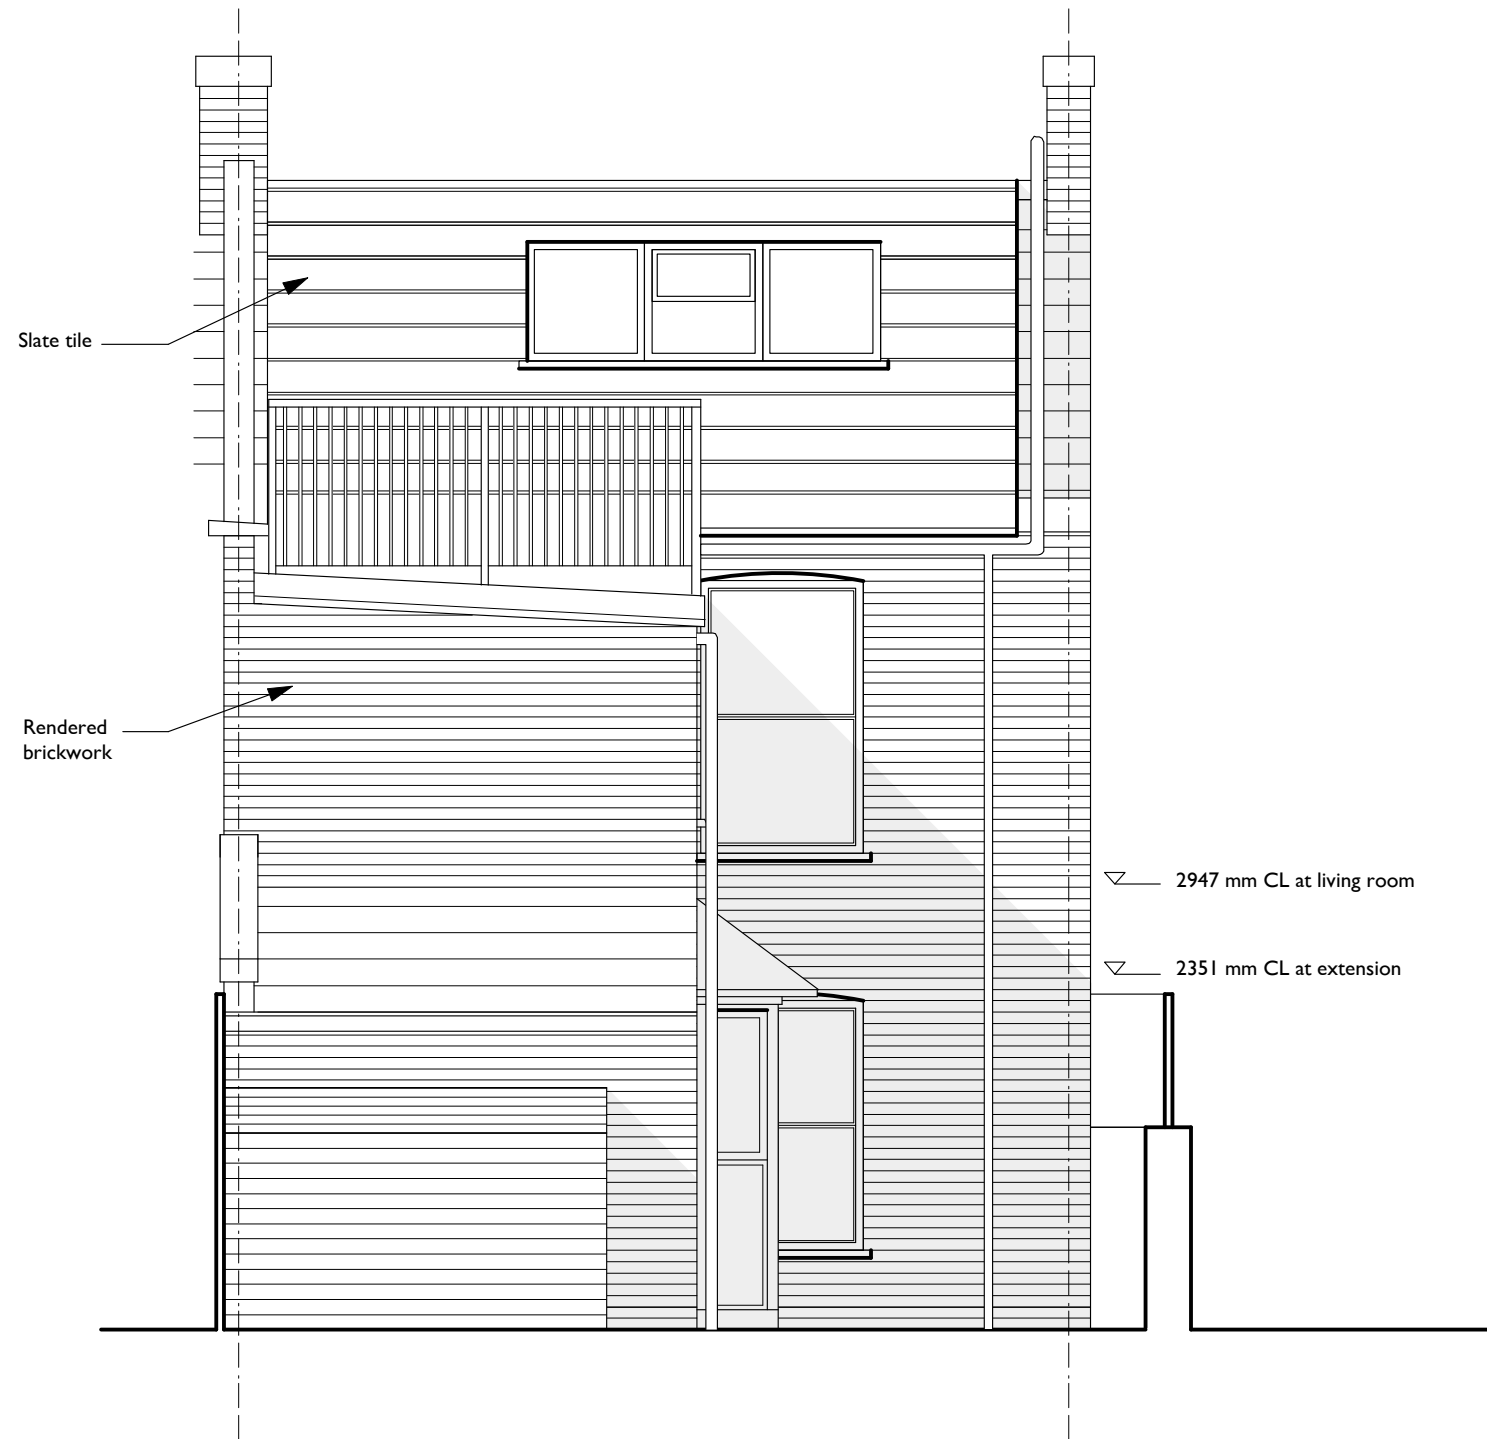 Slate tile
Rendered
brickwork
2947 mm CL at living room
2351 mm CL at extension